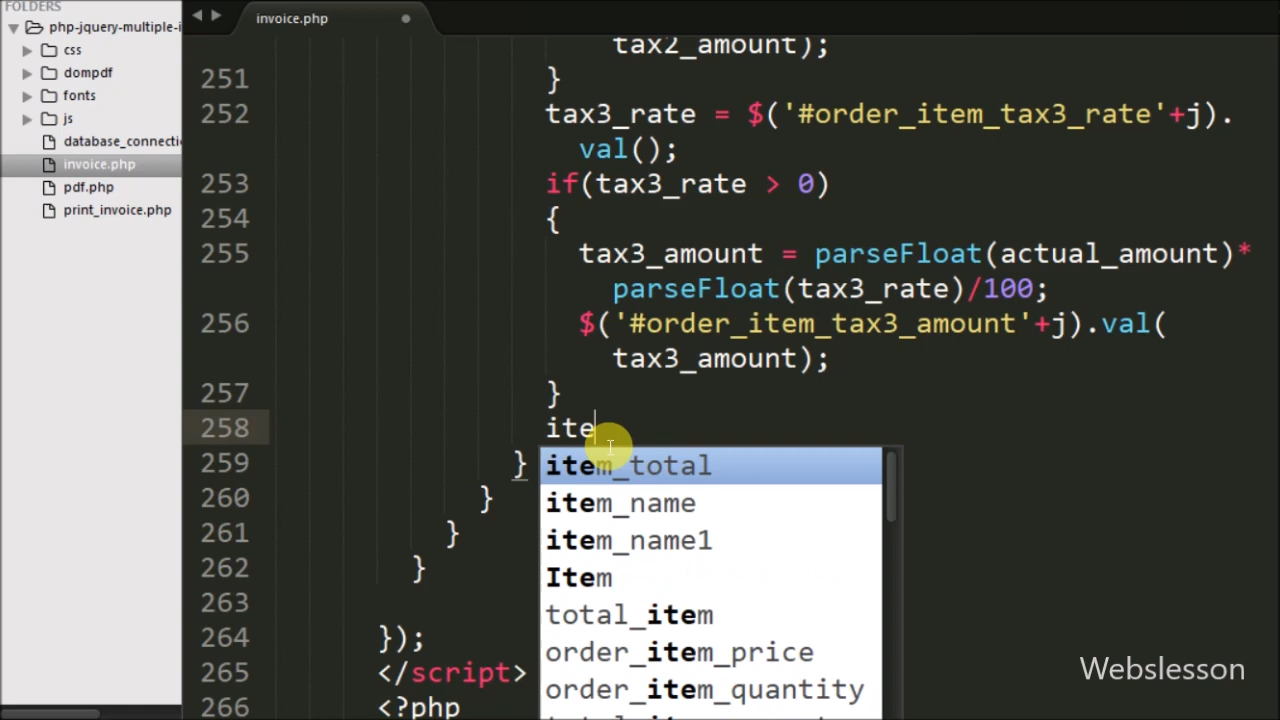 FOLDERS
php-jquery-multiple-i
css
dompdf
fonts
js
database_connecti
invoice.php
pdf.php
print_invoice.php
invoice.php
tax2_amount);
251 }
252 tax3_rate = $('#order_item_tax3_rate'+j).
val();
253 if(tax3_rate > 0)
254 {
255 tax3_amount = parseFloat(actual_amount)*
parseFloat(tax3_rate)/100;
256 $('#order_item_tax3_amount'+j).val(
tax3_amount);
257 }
258 ite
259 }
260 }
261 }
262 }
263
264 });
265 </script>
266 <?php
item_total
item_name
item_name1
Item
total_item
order_item_price
order_item_quantity
Webslesson